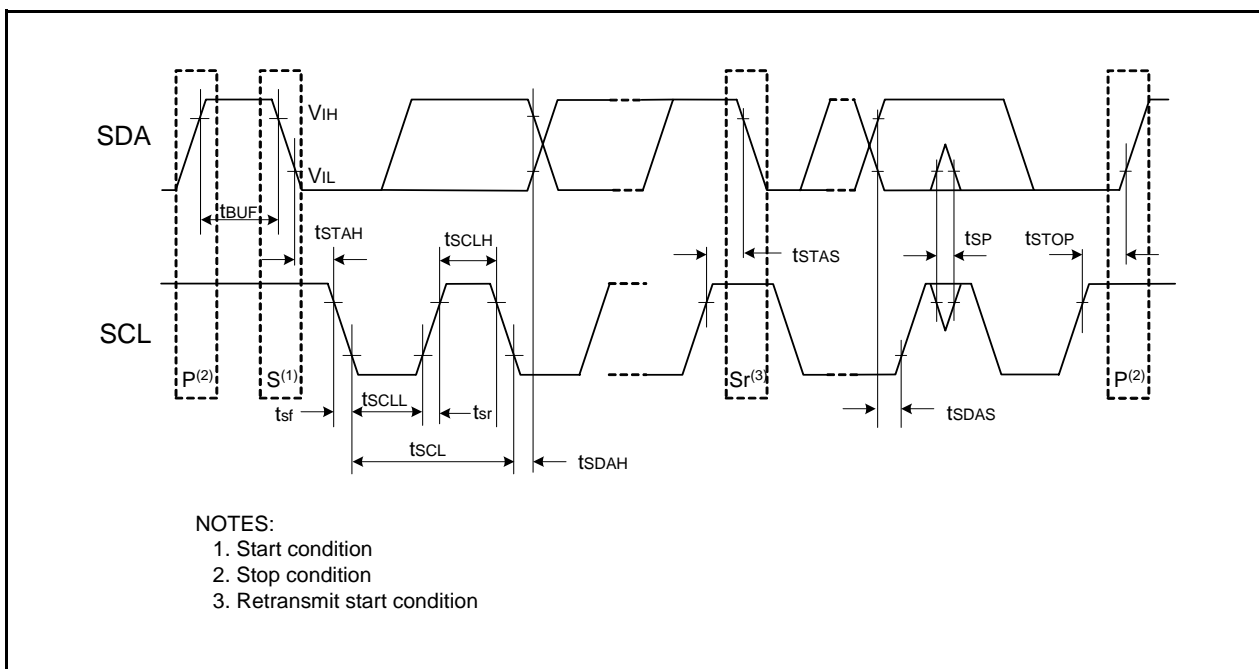 SDA
VIH
VIL
tBUF
tSTAH
tSCLH
tSTAS
tSP
tSTOP
SCL
P(2)
S(1)
Sr(3)
P(2)
tsf
tSCLL
tsr
tSDAS
tSCL
tSDAH
NOTES:
1. Start condition
2. Stop condition
3. Retransmit start condition